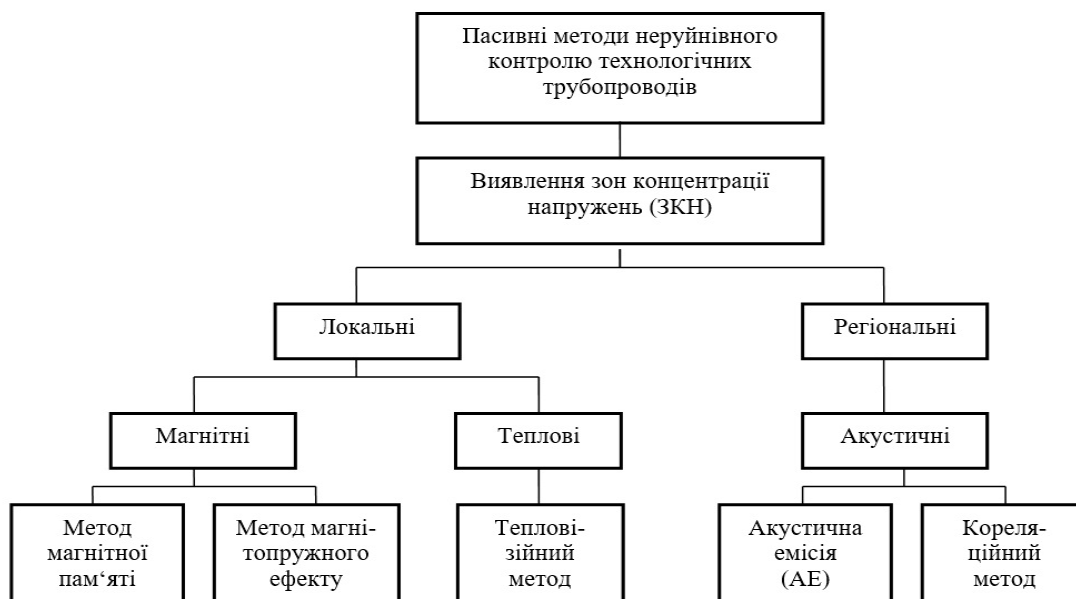 Пасивні методи неруйнівного
контролю технологічних
трубопроводів
Виявлення зон концентрації
напружень (ЗКН)
Локальні
Регіональні
Магнітні
Теплові
Акустичні
Метод
магнітної
пам‘яті
Метод магні-
топружного
ефекту
Теплові-
зійний
метод
Акустична
емісія
(АЕ)
Кореля-
ційний
метод